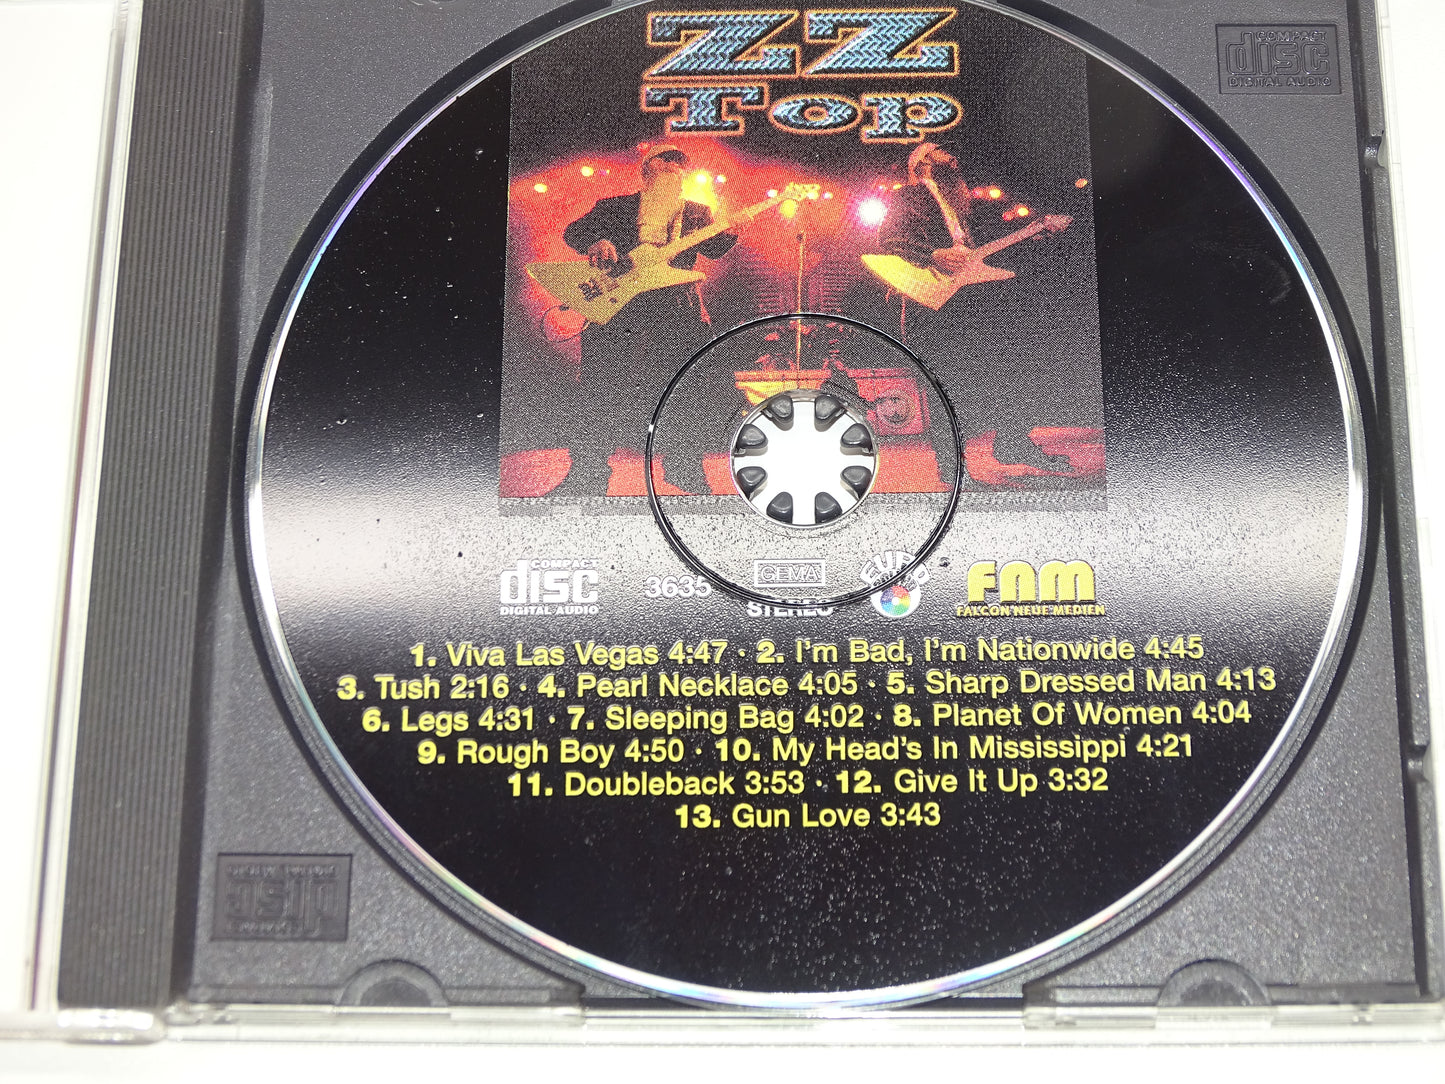 ZZ
Top
COMPACT
disc
DIGITAL AUDIO
COMPACT
disc
DIGITAL AUDIO
3635
GEMA
STEREO
EURO
FNM
FALCON NEUE MEDIEN
1. Viva Las Vegas 4:47 · 2. I'm Bad, I'm Nationwide 4:45
3. Tush 2:16 · 4. Pearl Necklace 4:05 · 5. Sharp Dressed Man 4:13
6. Legs 4:31 · 7. Sleeping Bag 4:02 · 8. Planet Of Women 4:04
9. Rough Boy 4:50 · 10. My Head's In Mississippi 4:21
11. Doubleback 3:53 · 12. Give It Up 3:32
13. Gun Love 3:43
disc